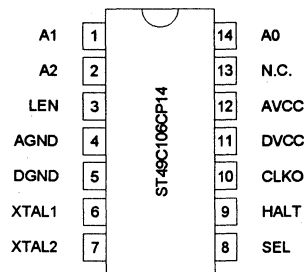 A1 1 14 A0
A2 2 13 N.C.
LEN 3 12 AVCC
AGND 4 11 DVCC
DGND 5 10 CLKO
XTAL1 6 9 HALT
XTAL2 7 8 SEL
ST49C106CP14